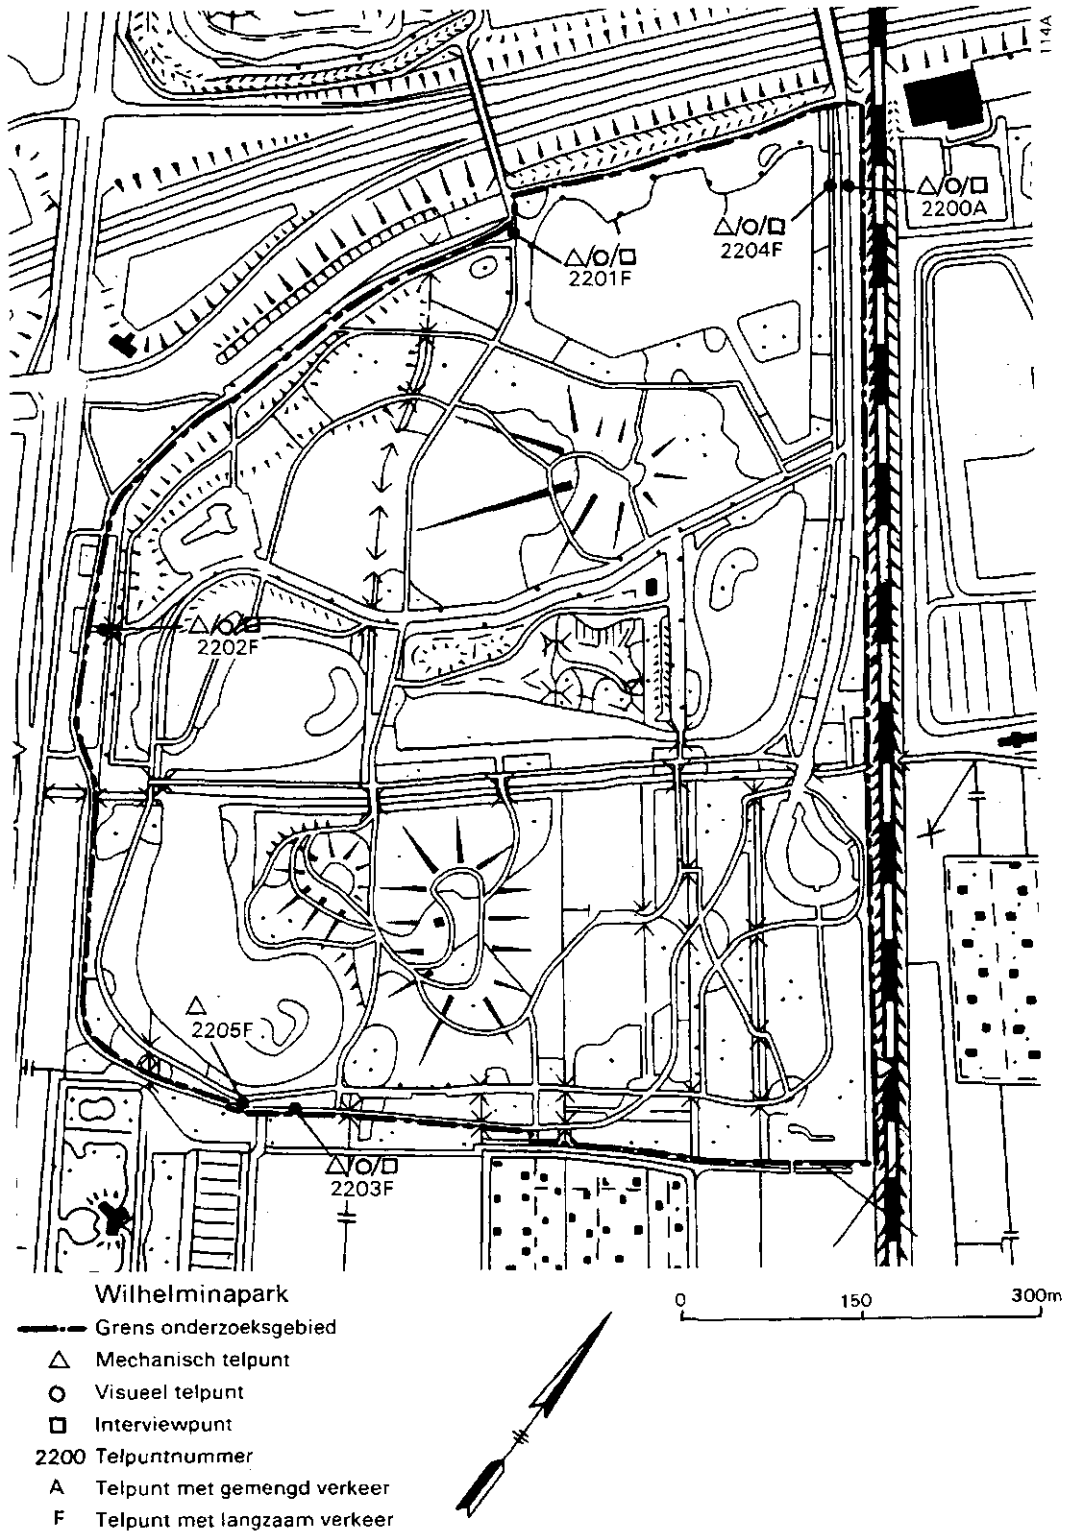 114A
△/○/□
2200A
△/○/□
2204F
△/○/□
2201F
△/○/□
2202F
△
2205F
△/○/□
2203F
Wilhelminapark
Grens onderzoeksgebied
△ Mechanisch telpunt
○ Visueel telpunt
□ Interviewpunt
2200 Telpuntnummer
A Telpunt met gemengd verkeer
F Telpunt met langzaam verkeer
0 150 300m